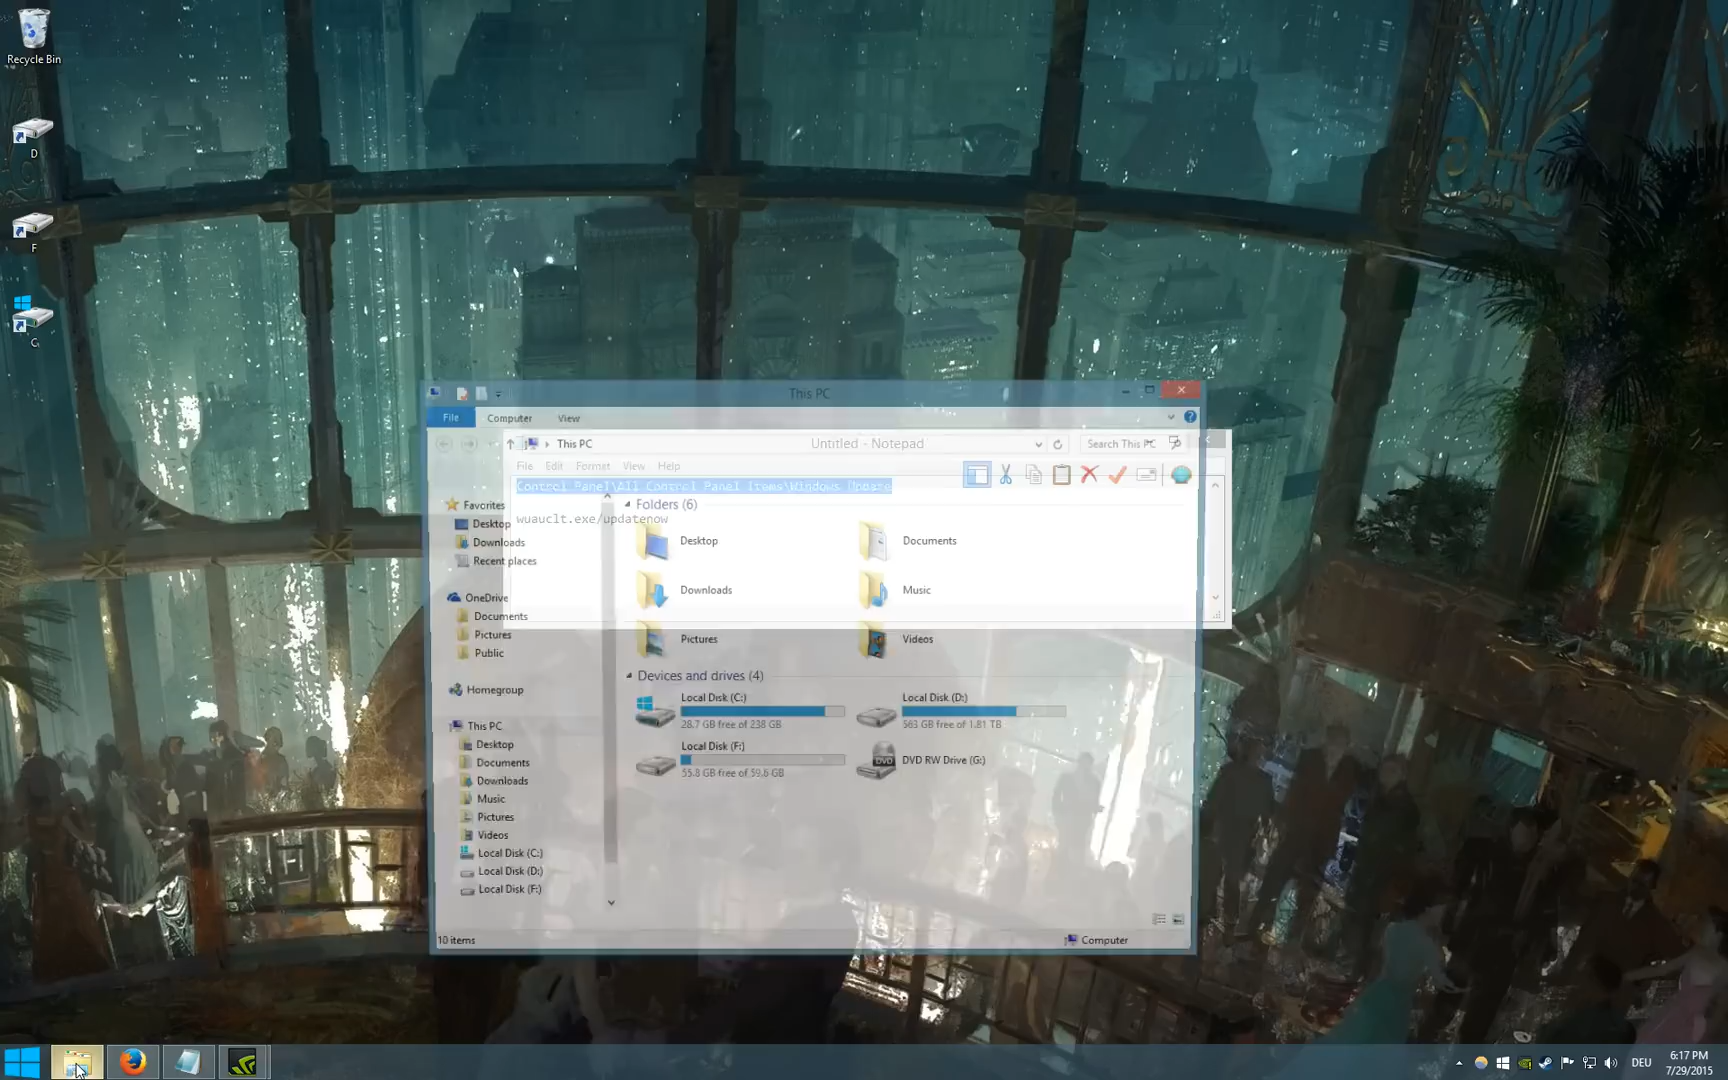 Recycle Bin
D
F
C
This PC
File
Computer
View
This PC
Search This PC
Untitled - Notepad
File Edit Format View Help
Control Panel\All Control Panel Items\Windows Update
wuauclt.exe/updatenow
Favorites
Desktop
Downloads
Recent places
OneDrive
Documents
Pictures
Public
Homegroup
This PC
Desktop
Documents
Downloads
Music
Pictures
Videos
Local Disk (C:)
Local Disk (D:)
Local Disk (F:)
Folders (6)
Desktop
Documents
Downloads
Music
Pictures
Videos
Devices and drives (4)
Local Disk (C:)
28.7 GB free of 238 GB
Local Disk (D:)
563 GB free of 1.81 TB
Local Disk (F:)
55.8 GB free of 59.6 GB
DVD
DVD RW Drive (G:)
10 items
Computer
DEU
6:17 PM
7/29/2015